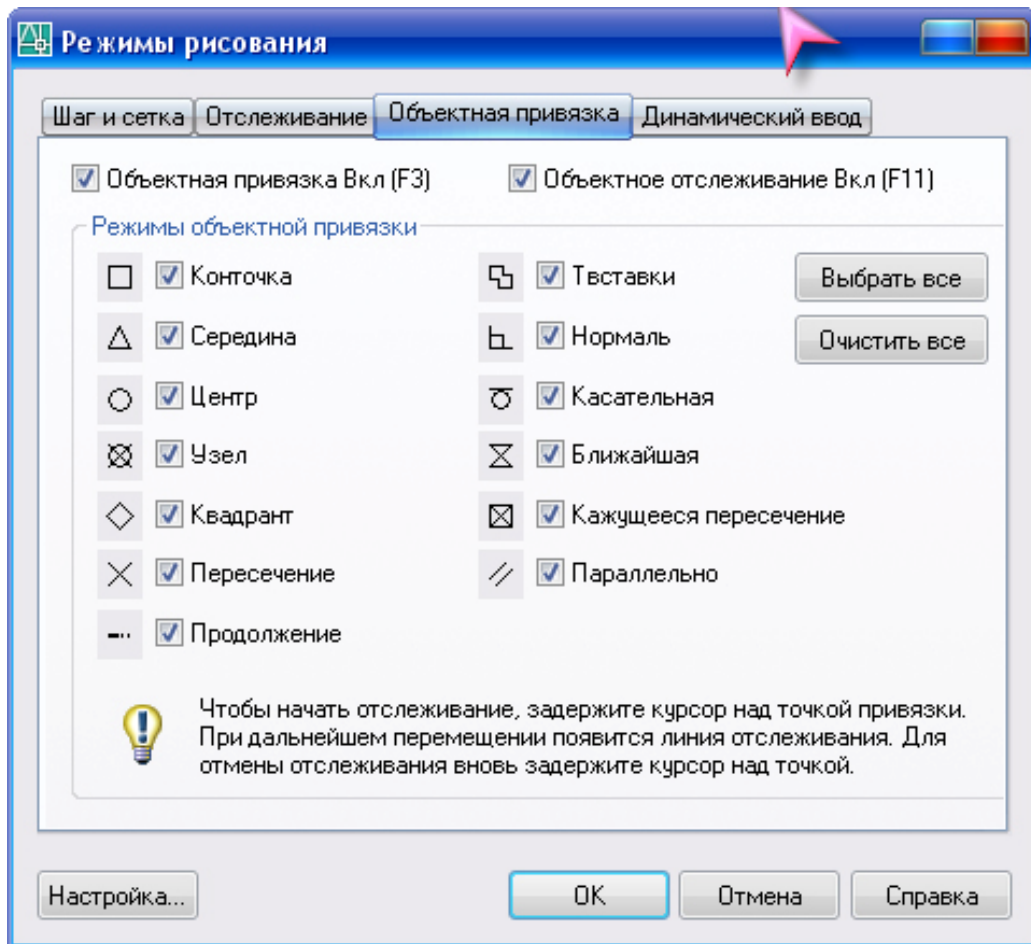 Режимы рисования
Шаг и сетка Отслеживание Объектная привязка Динамический ввод
Объектная привязка Вкл (F3) Объектное отслеживание Вкл (F11)
Режимы объектной привязки
Конточка Твставки Выбрать все
Середина Нормаль Очистить все
Центр Касательная
Узел Ближайшая
Квадрант Кажущееся пересечение
Пересечение Параллельно
Продолжение
Чтобы начать отслеживание, задержите курсор над точкой привязки.
При дальнейшем перемещении появится линия отслеживания. Для
отмены отслеживания вновь задержите курсор над точкой.
Настройка... OK Отмена Справка